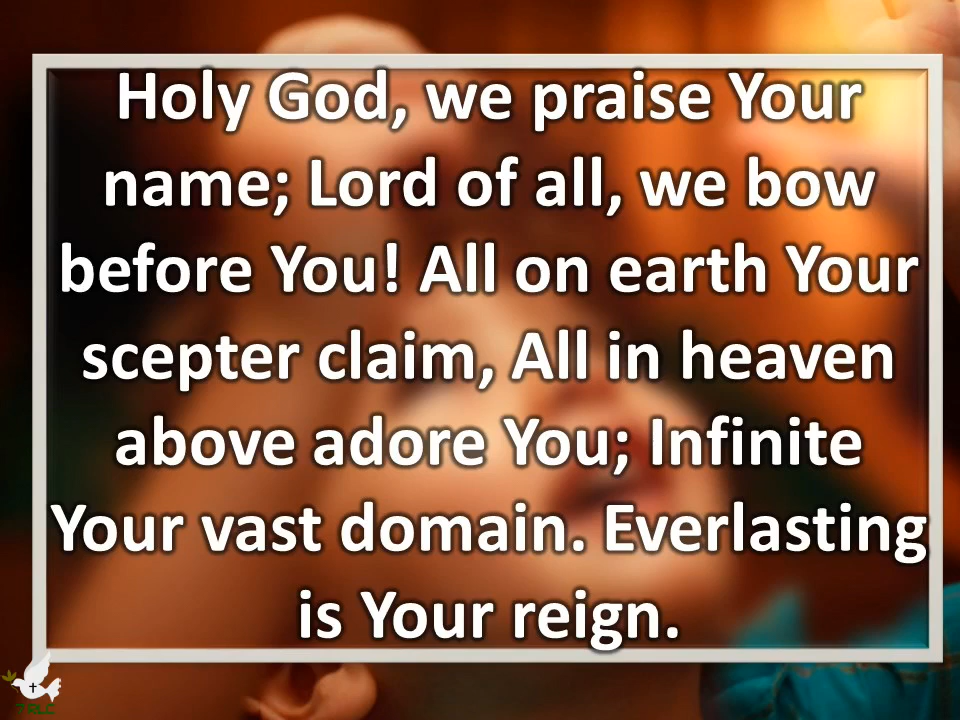 Holy God, we praise Your
name; Lord of all, we bow
before You! All on earth Your
scepter claim, All in heaven
above adore You; Infinite
Your vast domain. Everlasting
is Your reign.